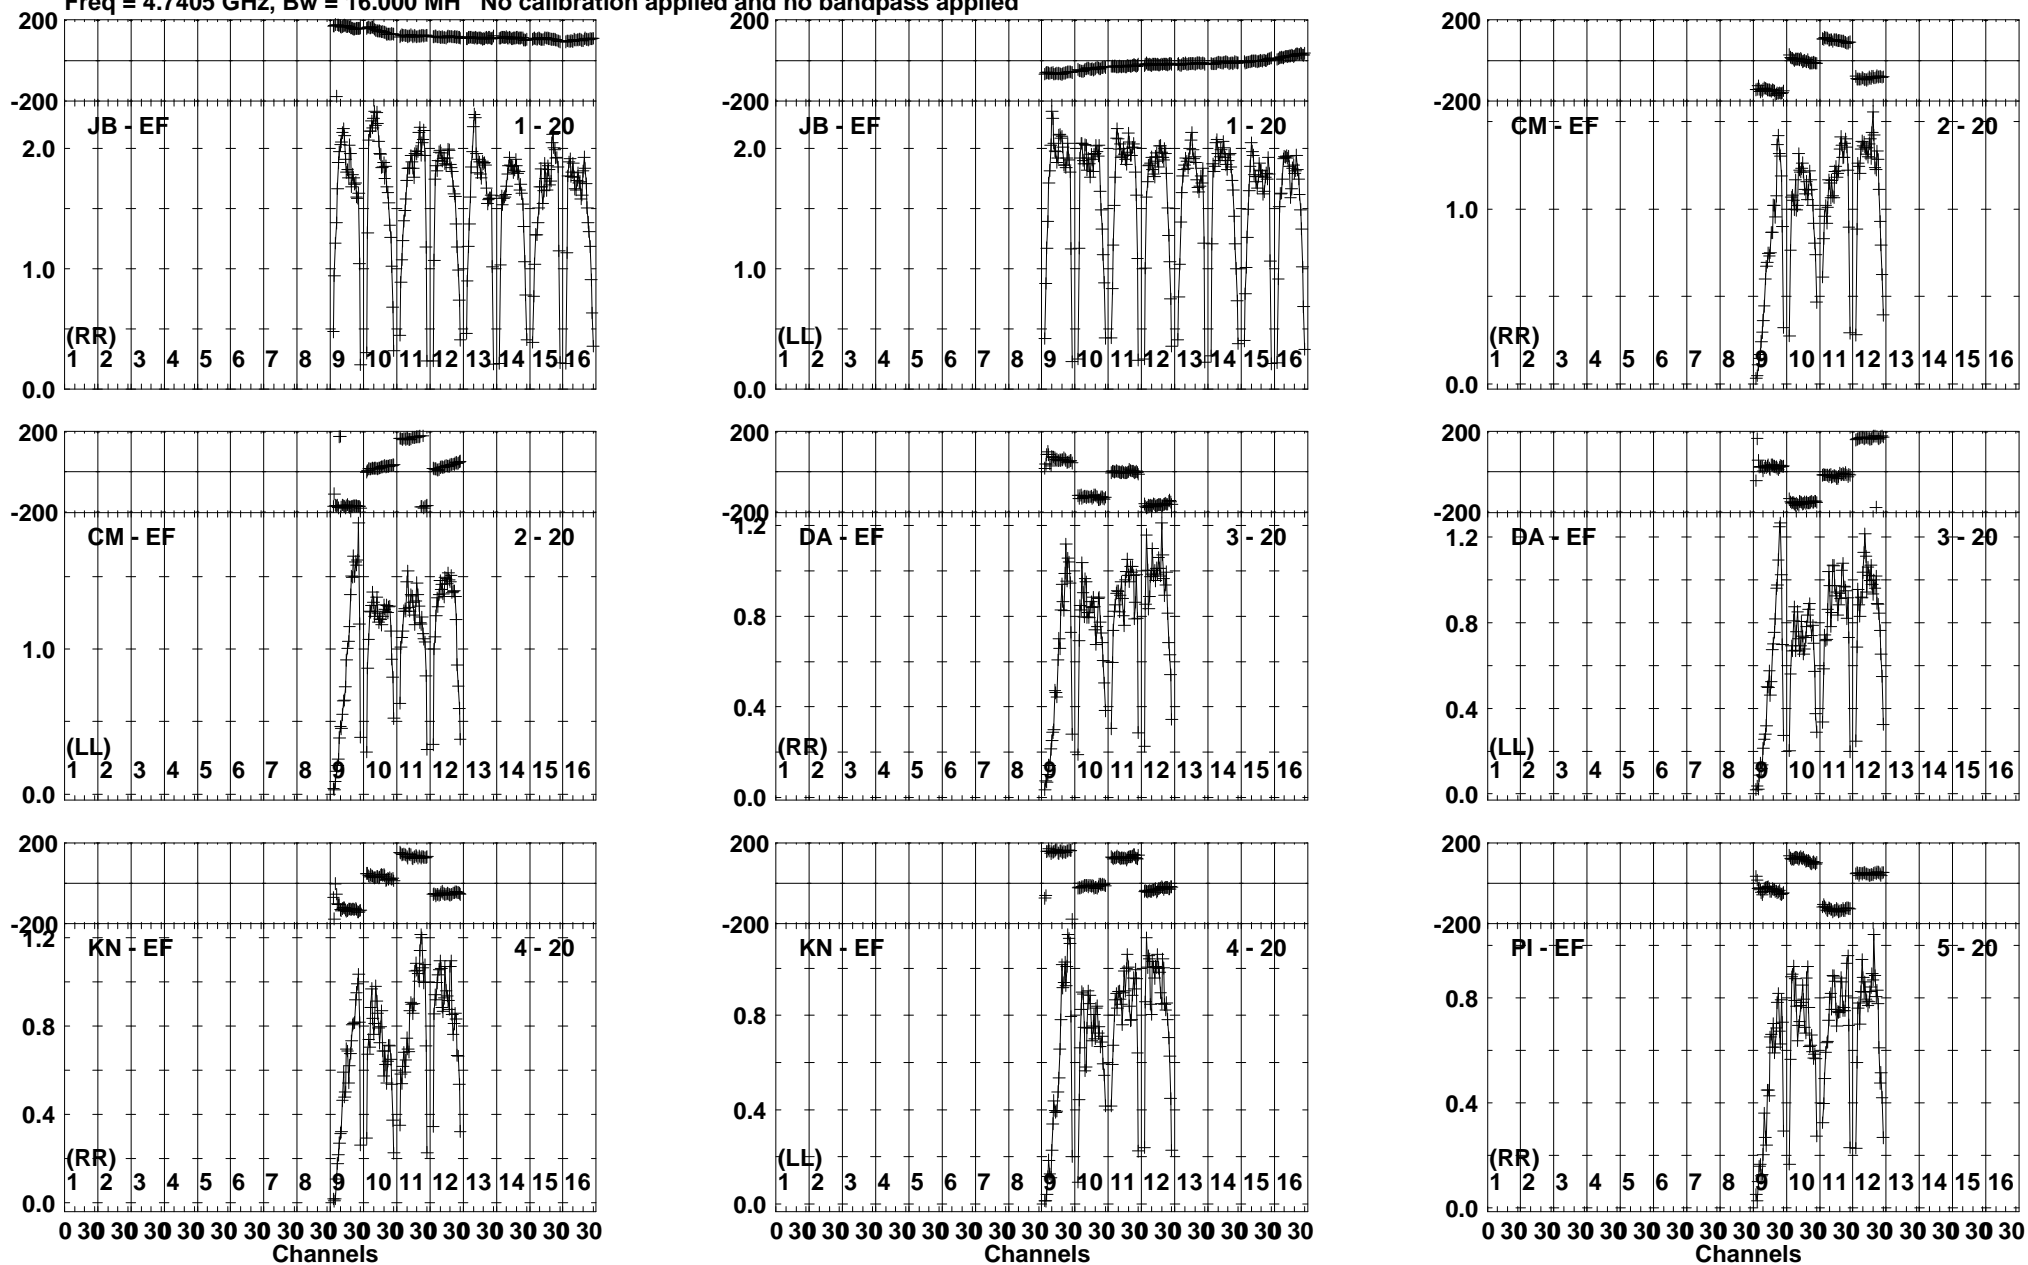 Freq = 4.7405 GHz, Bw = 16.000 MH No calibration applied and no bandpass applied
200
-200
JB - EF 1 - 20
2.0
1.0
(RR)
1 2 3 4 5 6 7 8 9 10 11 12 13 14 15 16
0.0
200
-200
JB - EF 1 - 20
2.0
1.0
(LL)
1 2 3 4 5 6 7 8 9 10 11 12 13 14 15 16
0.0
200
-200
CM - EF 2 - 20
1.0
(RR)
1 2 3 4 5 6 7 8 9 10 11 12 13 14 15 16
0.0
200
-200
CM - EF 2 - 20
1.0
(LL)
1 2 3 4 5 6 7 8 9 10 11 12 13 14 15 16
0.0
200
-200
1.2
DA - EF 3 - 20
0.8
0.4
(RR)
1 2 3 4 5 6 7 8 9 10 11 12 13 14 15 16
0.0
200
-200
DA - EF 3 - 20
1.2
0.8
0.4
(LL)
1 2 3 4 5 6 7 8 9 10 11 12 13 14 15 16
0.0
200
-200
1.2
KN - EF 4 - 20
0.8
0.4
(RR)
1 2 3 4 5 6 7 8 9 10 11 12 13 14 15 16
0.0
0 30 30 30 30 30 30 30 30 30 30 30 30 30 30 30 30
Channels
200
-200
KN - EF 4 - 20
0.8
0.4
(LL)
1 2 3 4 5 6 7 8 9 10 11 12 13 14 15 16
0.0
0 30 30 30 30 30 30 30 30 30 30 30 30 30 30 30 30
Channels
200
-200
PI - EF 5 - 20
0.8
0.4
(RR)
1 2 3 4 5 6 7 8 9 10 11 12 13 14 15 16
0.0
0 30 30 30 30 30 30 30 30 30 30 30 30 30 30 30 30
Channels